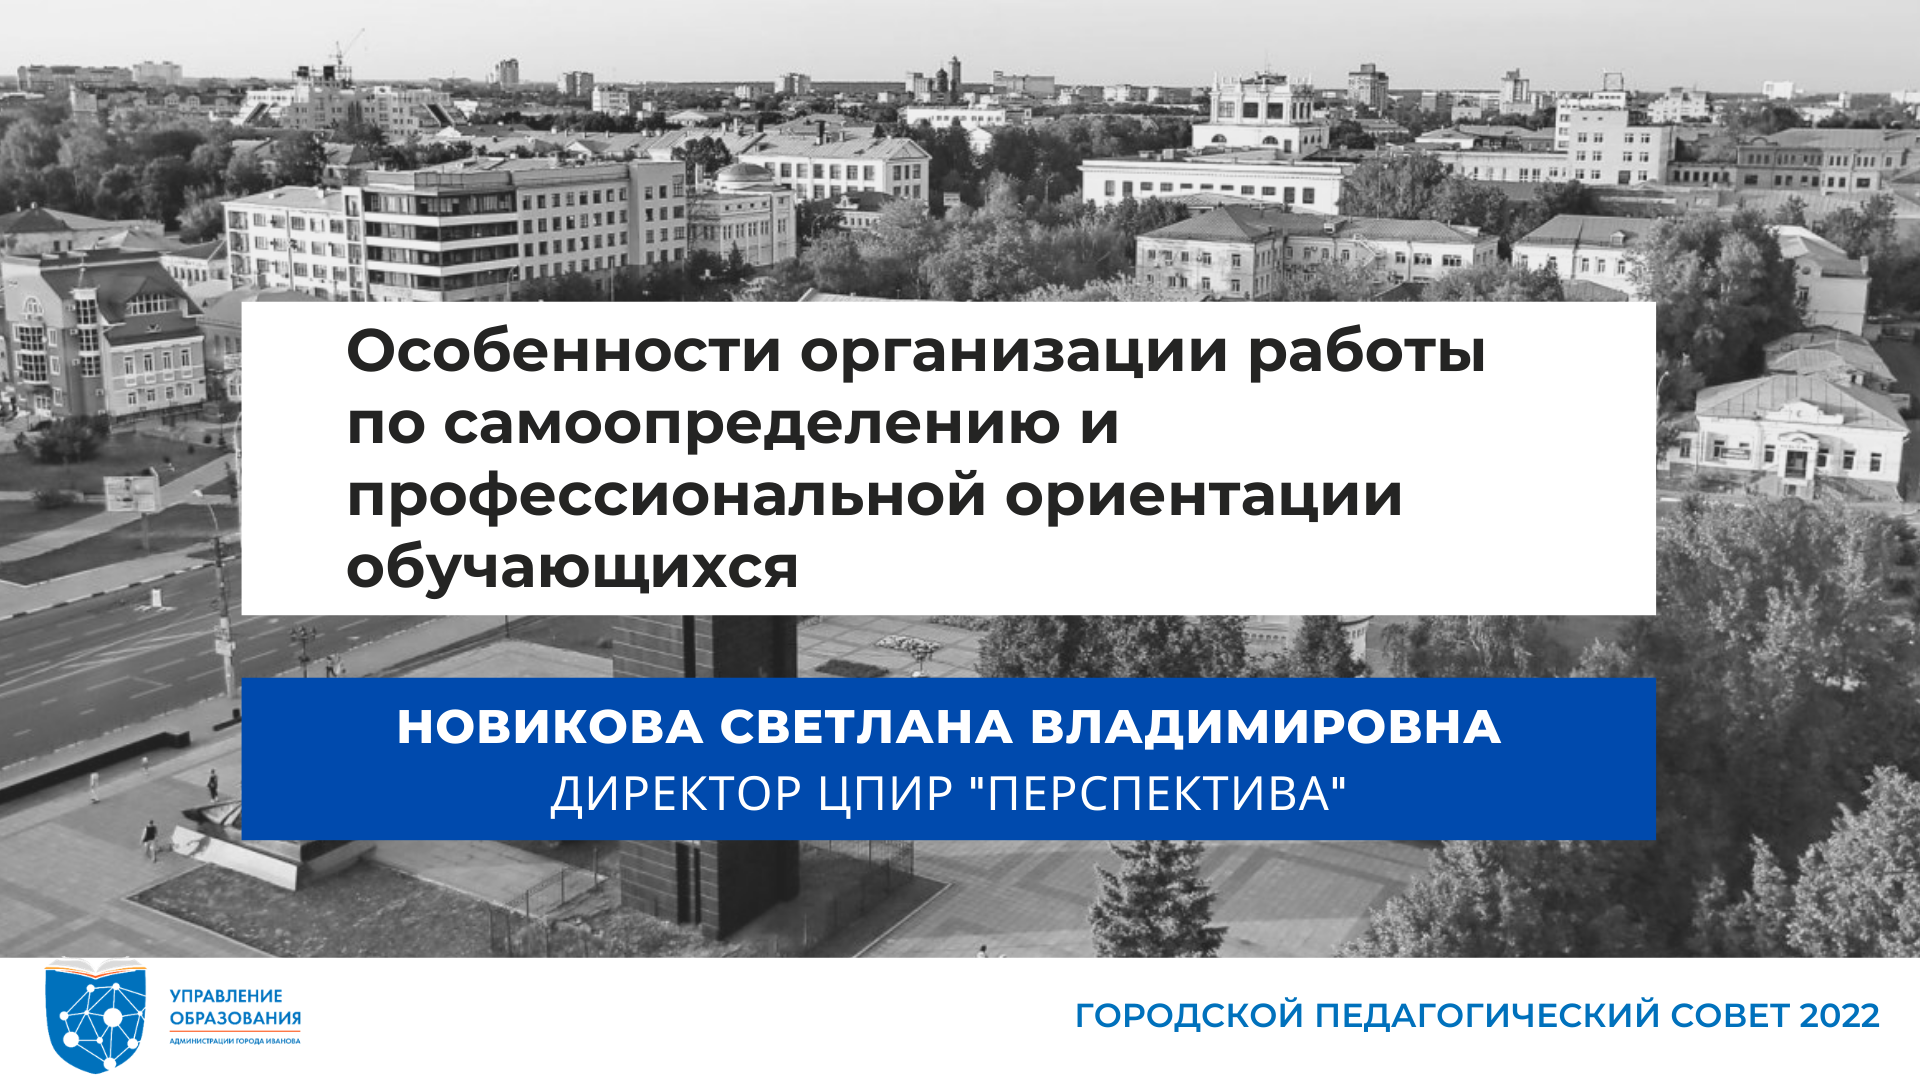 Особенности организации работы
по самоопределению и
профессиональной ориентации
обучающихся
НОВИКОВА СВЕТЛАНА ВЛАДИМИРОВНА
ДИРЕКТОР ЦПИР "ПЕРСПЕКТИВА"
УПРАВЛЕНИЕ
ОБРАЗОВАНИЯ
АДМИНИСТРАЦИИ ГОРОДА ИВАНОВА
ГОРОДСКОЙ ПЕДАГОГИЧЕСКИЙ СОВЕТ 2022